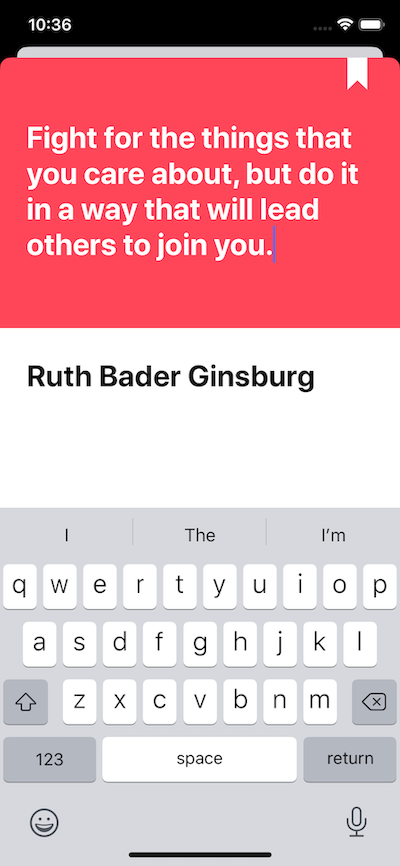 10:36
Fight for the things that
you care about, but do it
in a way that will lead
others to join you.
Ruth Bader Ginsburg
I The I’m
q w e r t y u i o p
a s d f g h j k l
z x c v b n m
123 space return